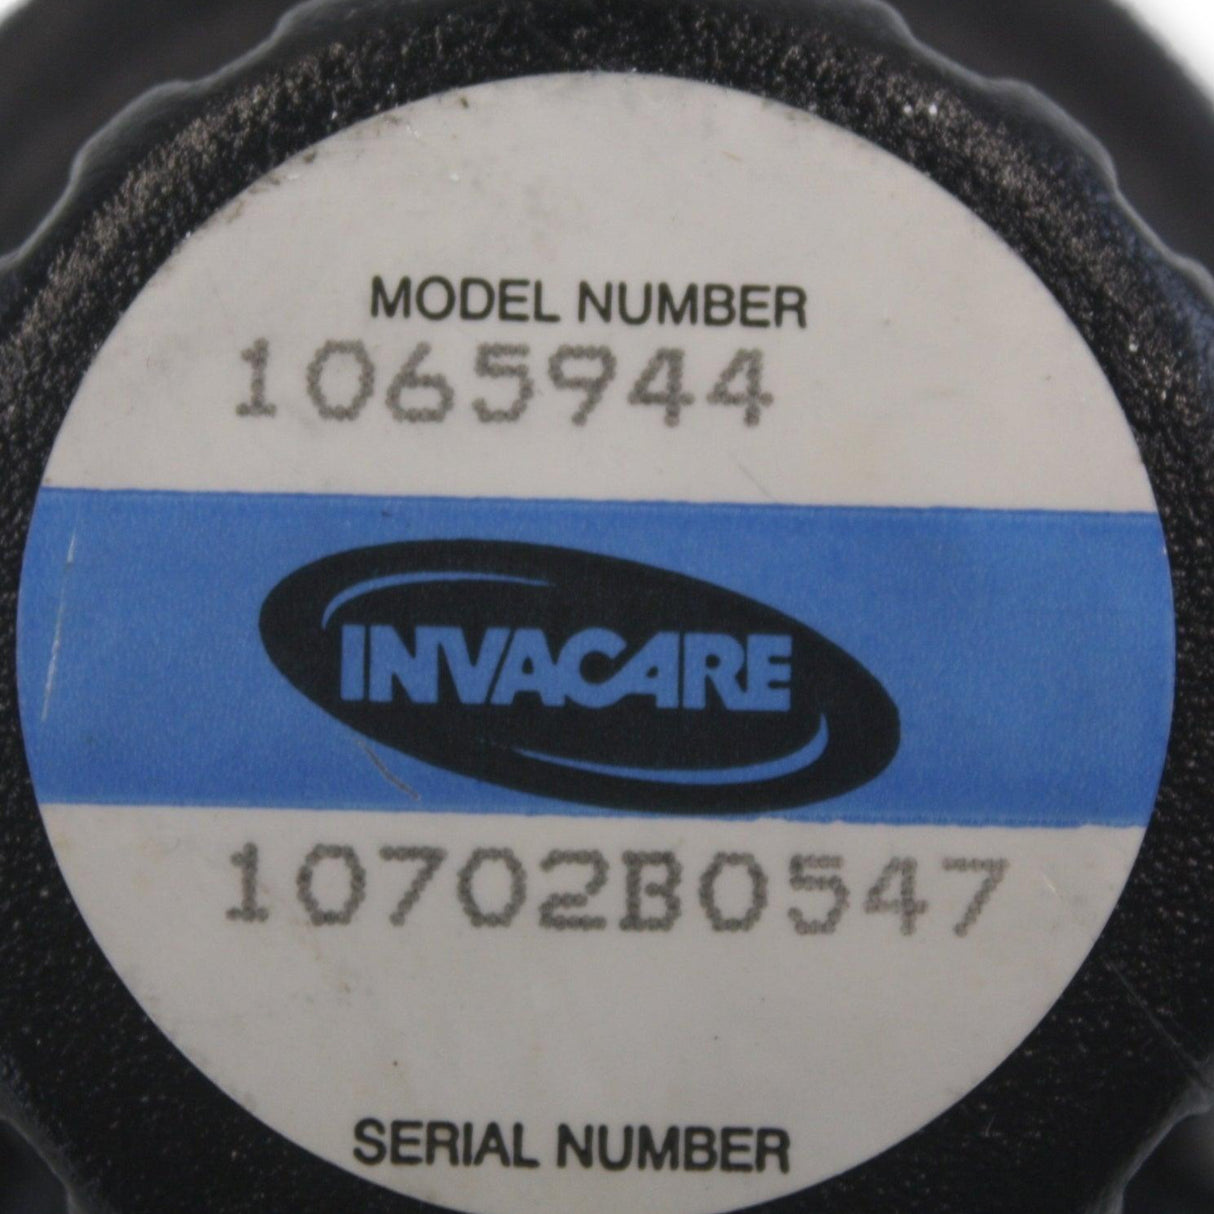 MODEL NUMBER
1065944
INVACARE
10702B0547
SERIAL NUMBER